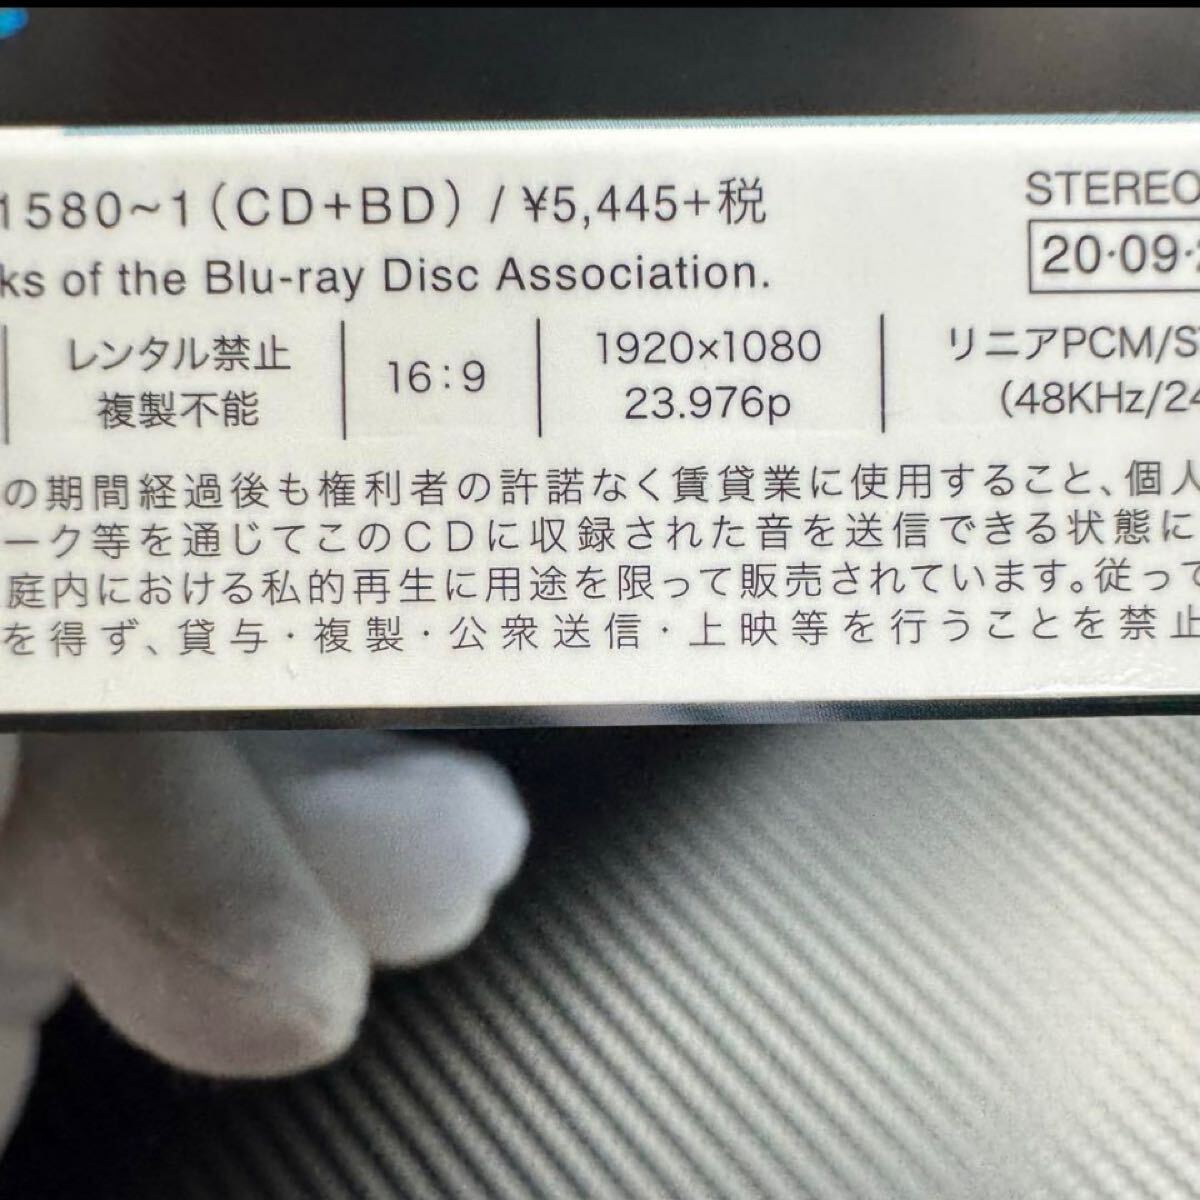 1580~1(CD+BD) / ¥5,445+税
STEREO
ks of the Blu-ray Disc Association.
20·09·
レンタル禁止
複製不能
16:9
1920×1080
23.976p
リニアPCM/S
(48KHz/24
の期間経過後も権利者の許諾なく賃貸業に使用すること、個人
ーク等を通じてこのCDに収録された音を送信できる状態に
庭内における私的再生に用途を限って販売されています。従って
を得ず、貸与・複製・公衆送信・上映等を行うことを禁止